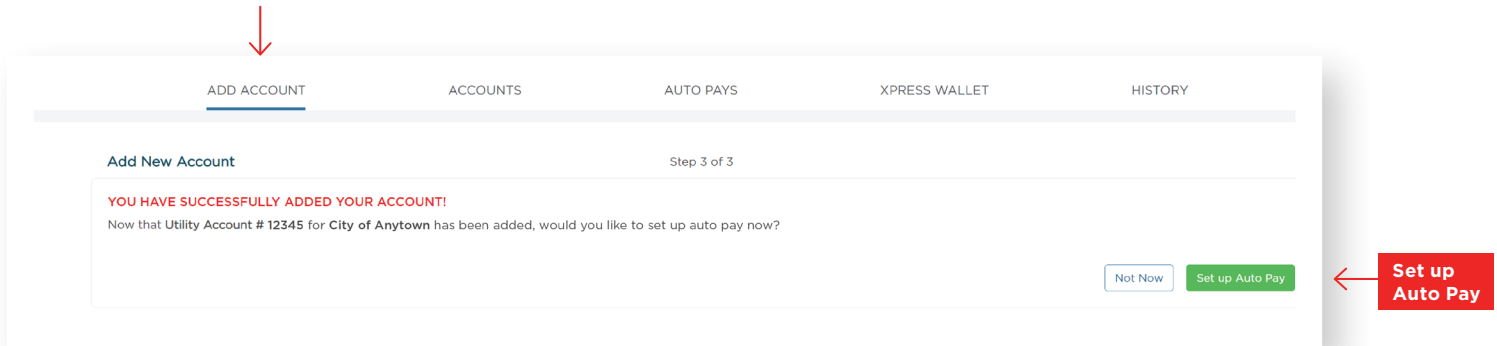 ADD ACCOUNT ACCOUNTS AUTO PAYS XPRESS WALLET HISTORY
Add New Account Step 3 of 3
YOU HAVE SUCCESSFULLY ADDED YOUR ACCOUNT!
Now that Utility Account # 12345 for City of Anytown has been added, would you like to set up auto pay now?
Not Now Set up Auto Pay
Set up
Auto Pay